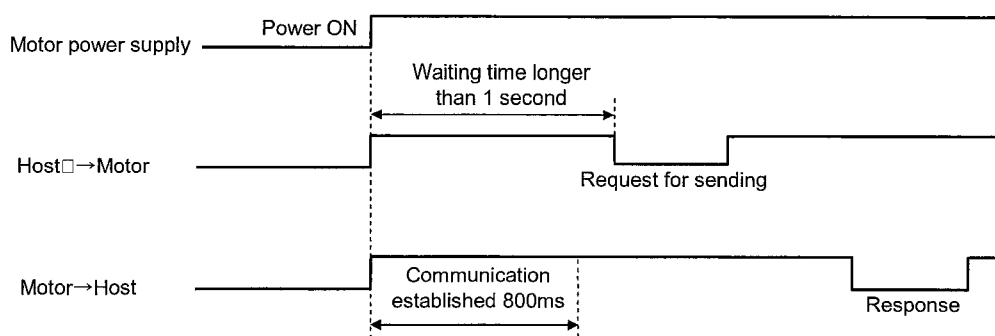 Power ON
Motor power supply
Waiting time longer
than 1 second
Host□→Motor
Request for sending
Motor→Host
Communication
established 800ms
Response